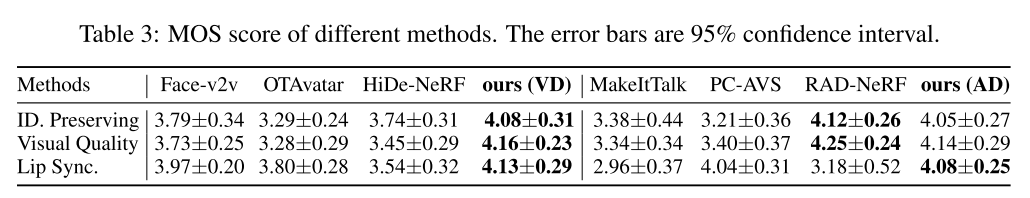 Table 3: MOS score of different methods. The error bars are 95% confidence interval.
Methods Face-v2v OTAvatar HiDe-NeRF ours (VD) MakeItTalk PC-AVS RAD-NeRF ours (AD)
ID. Preserving 3.79±0.34 3.29±0.24 3.74±0.31 4.08±0.31 3.38±0.44 3.21±0.36 4.12±0.26 4.05±0.27
Visual Quality 3.73±0.25 3.28±0.29 3.45±0.29 4.16±0.23 3.34±0.34 3.40±0.37 4.25±0.24 4.14±0.29
Lip Sync. 3.97±0.20 3.80±0.28 3.54±0.32 4.13±0.29 2.96±0.37 4.04±0.31 3.18±0.52 4.08±0.25